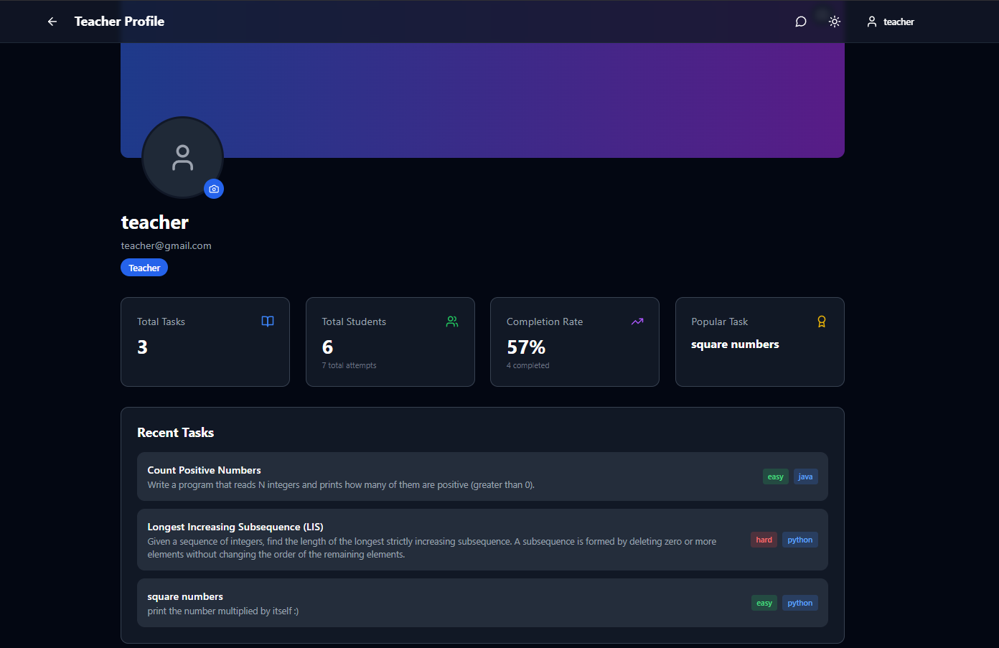 Teacher Profile
teacher
teacher
teacher@gmail.com
Teacher
Total Tasks
3
Total Students
6
7 total attempts
Completion Rate
57%
4 completed
Popular Task
square numbers
Recent Tasks
Count Positive Numbers
Write a program that reads N integers and prints how many of them are positive (greater than 0).
easy java
Longest Increasing Subsequence (LIS)
Given a sequence of integers, find the length of the longest strictly increasing subsequence. A subsequence is formed by deleting zero or more
elements without changing the order of the remaining elements.
hard python
square numbers
print the number multiplied by itself :)
easy python